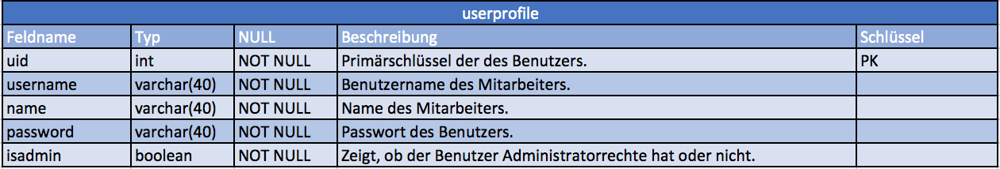 userprofile
Feldname Typ NULL Beschreibung Schlüssel
uid int NOT NULL Primärschlüssel der des Benutzers. PK
username varchar(40) NOT NULL Benutzername des Mitarbeiters.
name varchar(40) NOT NULL Name des Mitarbeiters.
password varchar(40) NOT NULL Passwort des Benutzers.
isadmin boolean NOT NULL Zeigt, ob der Benutzer Administratorrechte hat oder nicht.